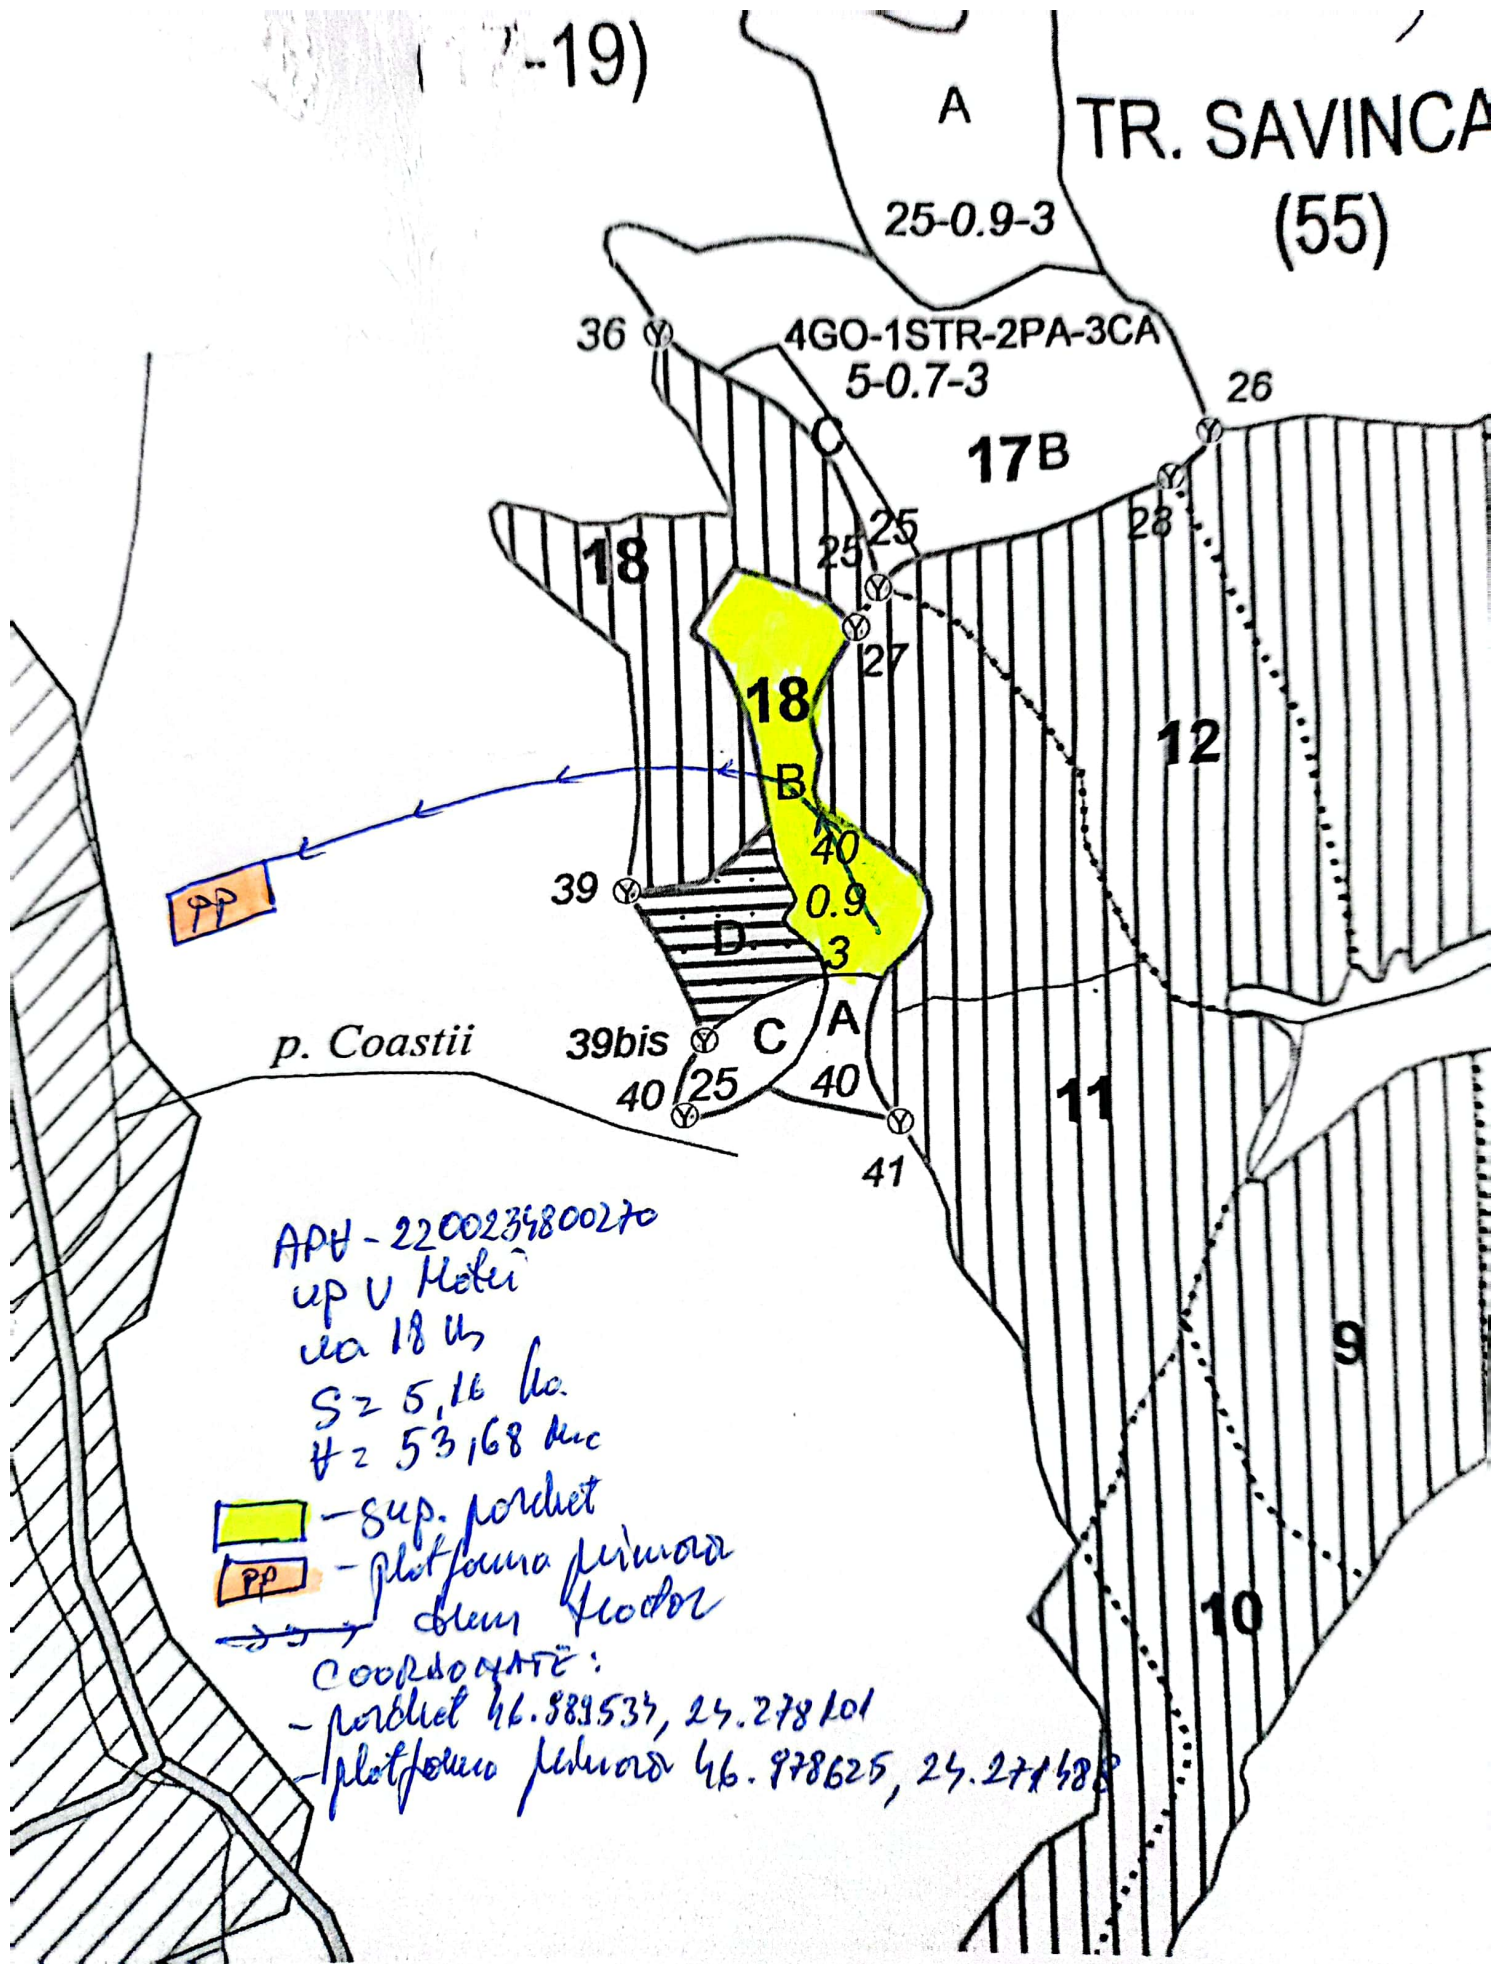 -19)
A
TR. SAVINCA
(55)
25-0.9-3
36
4GO-1STR-2PA-3CA
5-0.7-3
26
C
17B
28
25
25
18
27
18
12
B
40
39
0.9
PP
D
3
A
p. Coastii
39bis
C
40
25
40
11
41
APV - 2200234800270
up V
ua 18 B
S = 5,16 ha
V = 53,68 mc
9
- sup. parchet
PP - platforma primara
drum tractor
10
COORDONATE:
- parchet 46.989534, 24.278101
- platforma primara 46.978625, 24.271488